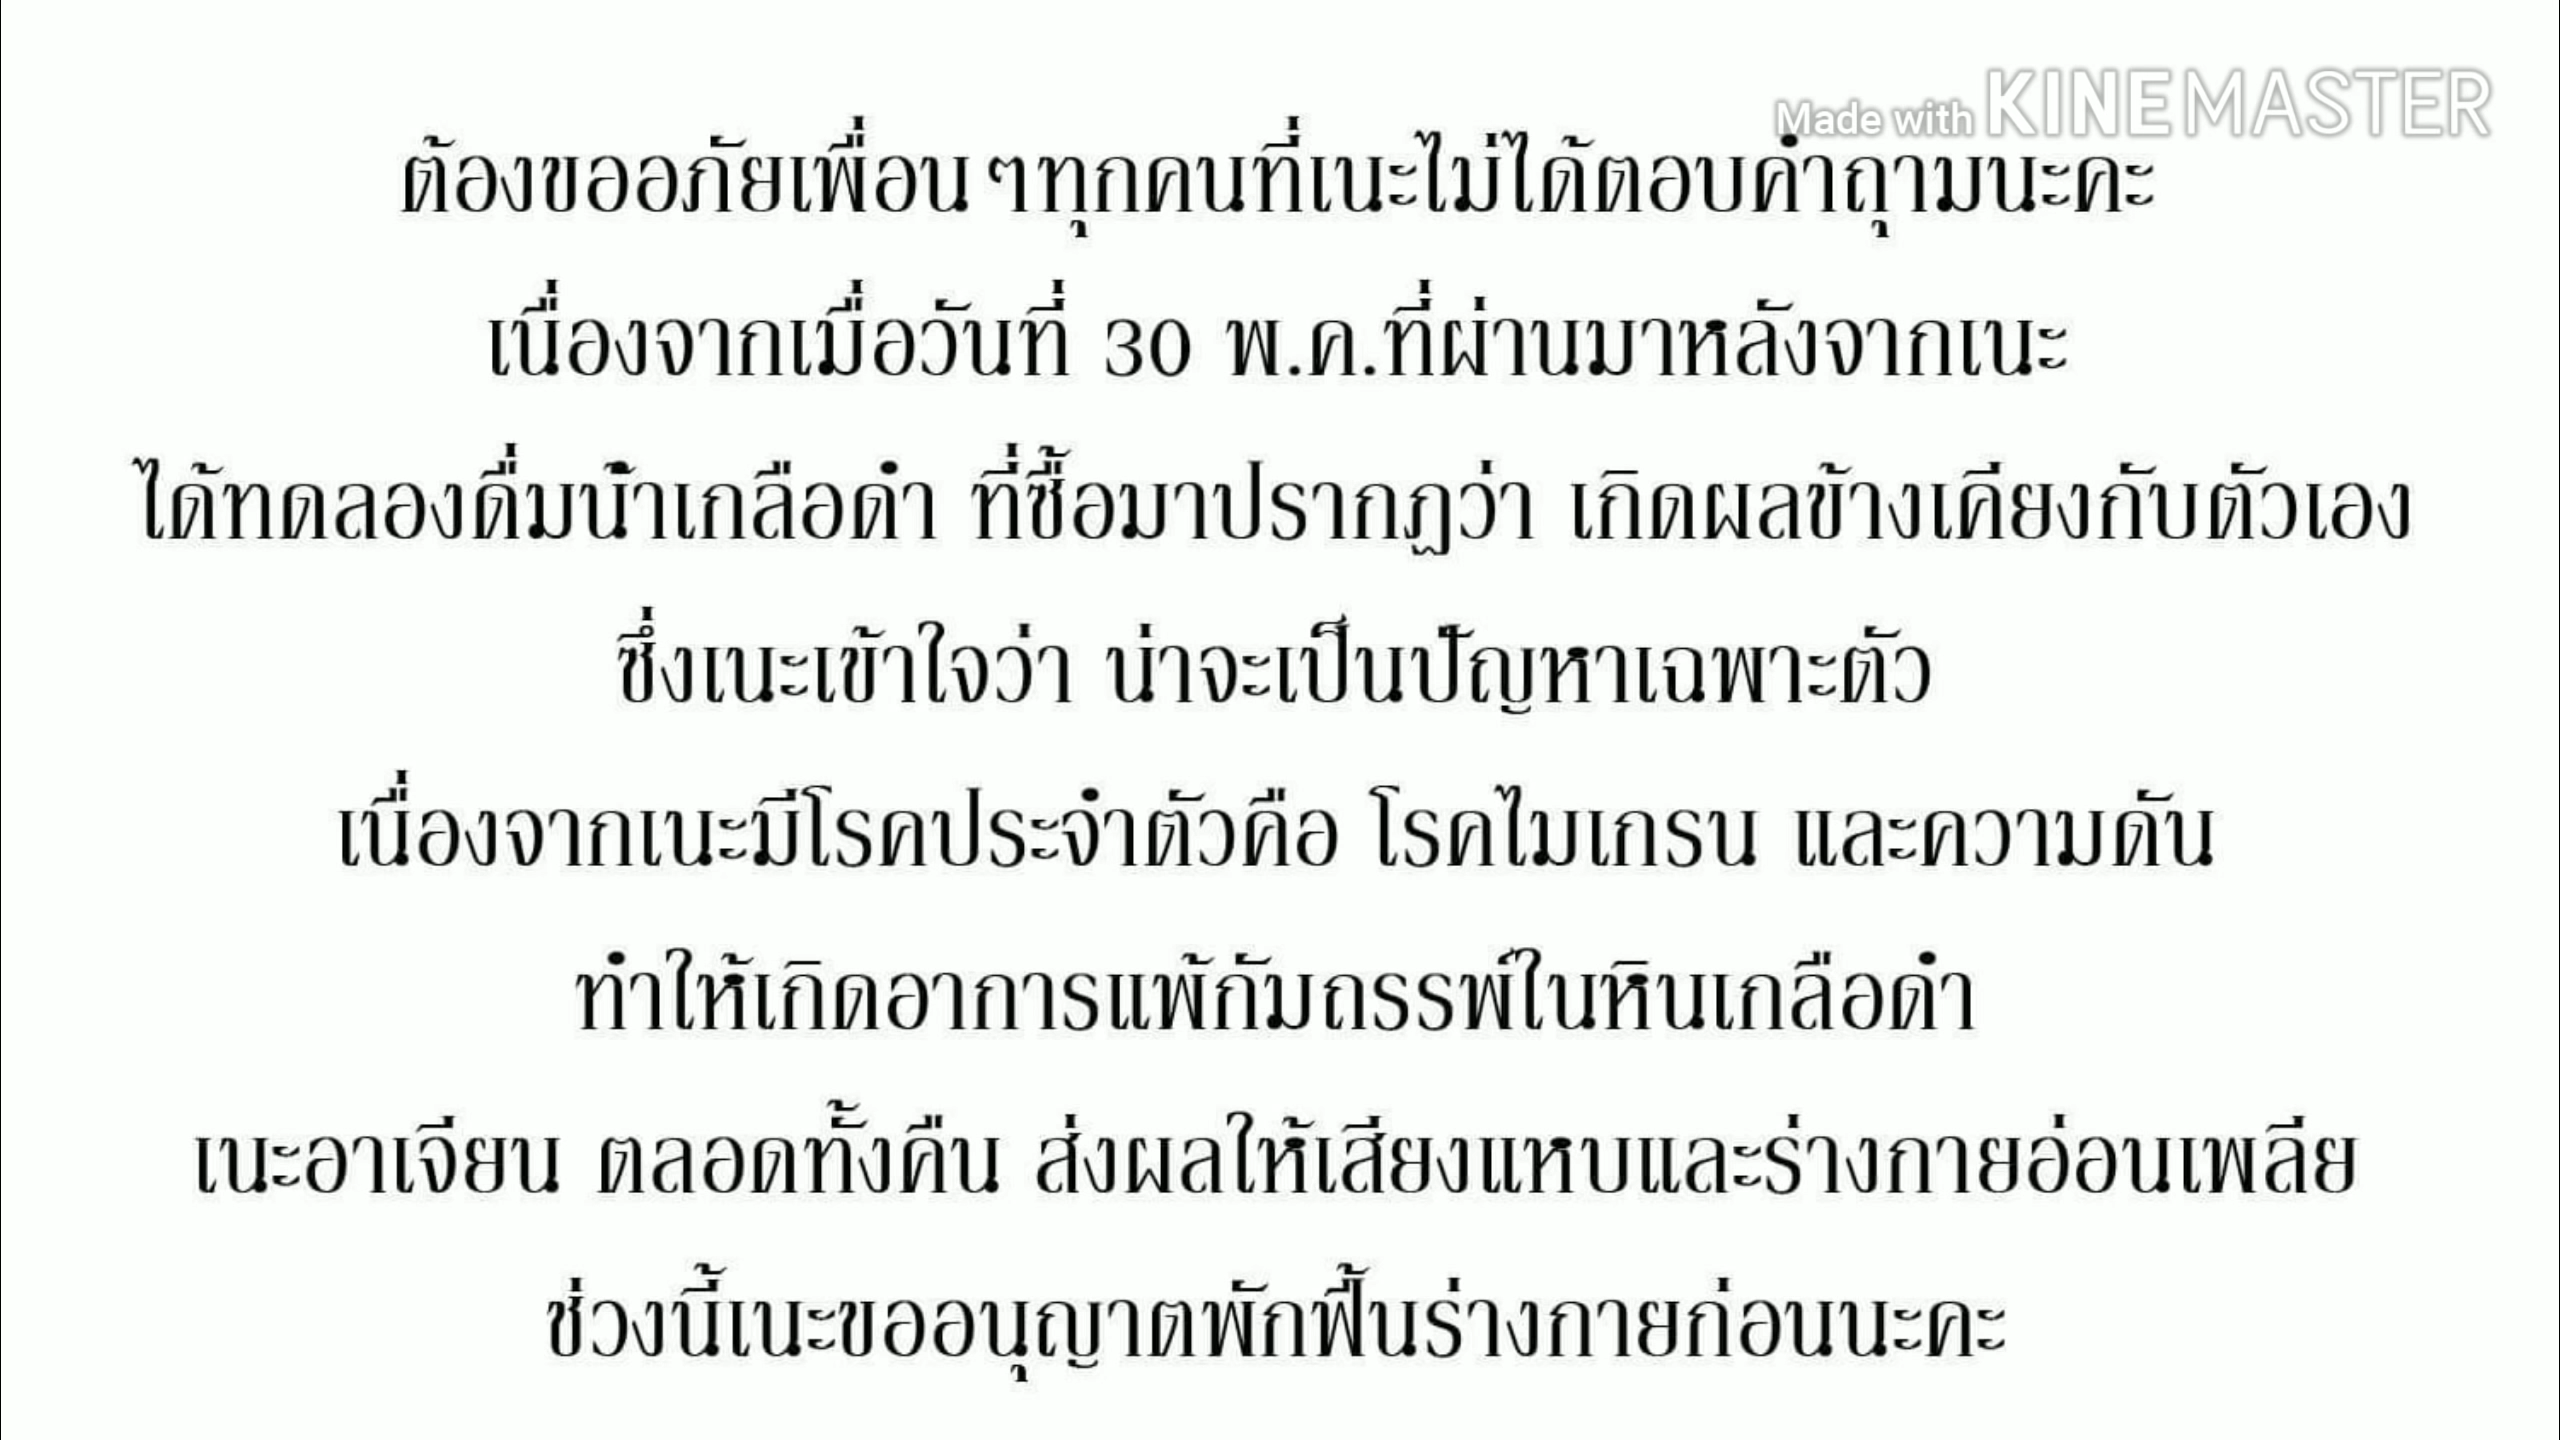 Made with KINEMASTER
ต้องขออภัยเพื่อนๆทุกคนที่เนะไม่ได้ตอบคำถุามนะคะ
เนื่องจากเมื่อวันที่ 30 พ.ค.ที่ผ่านมาหลังจากเนะ
ได้ทดลองดื่มน้ำเกลือดำ ที่ซื้อมาปรากฏว่า เกิดผลข้างเคียงกับตัวเอง
ซึ่งเนะเข้าใจว่า น่าจะเป็นปัญหาเฉพาะตัว
เนื่องจากเนะมีโรคประจำตัวคือ โรคไมเกรน และความดัน
ทำให้เกิดอาการแพ้กัมถรรพ์ในหินเกลือดำ
เนะอาเจียน ตลอดทั้งคืน ส่งผลให้เสียงแหบและร่างกายอ่อนเพลีย
ช่วงนี้เนะขออนุญาตพักฟื้นร่างกายก่อนนะคะ